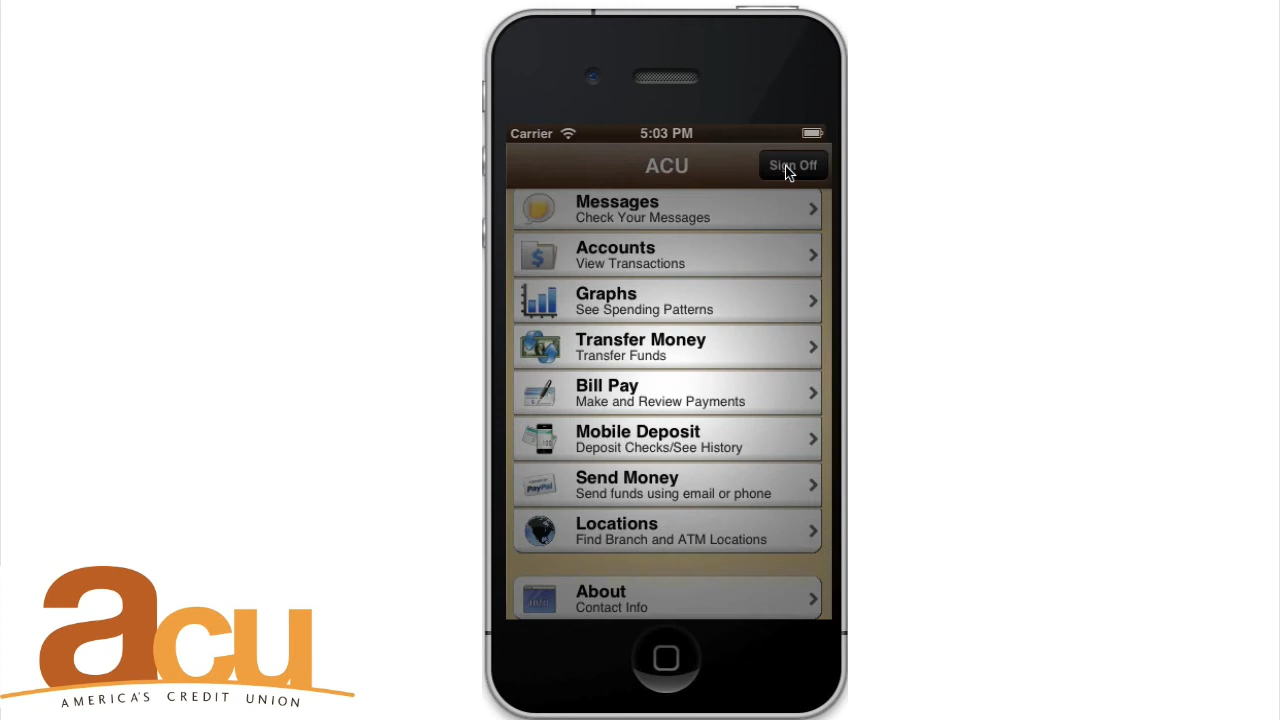 Carrier 5:03 PM
ACU Sign Off
Messages
Check Your Messages
Accounts
View Transactions
Graphs
See Spending Patterns
Transfer Money
Transfer Funds
Bill Pay
Make and Review Payments
Mobile Deposit
Deposit Checks/See History
Send Money
Send funds using email or phone
PayPal
Locations
Find Branch and ATM Locations
About
Contact Info
acu
AMERICA'S CREDIT UNION